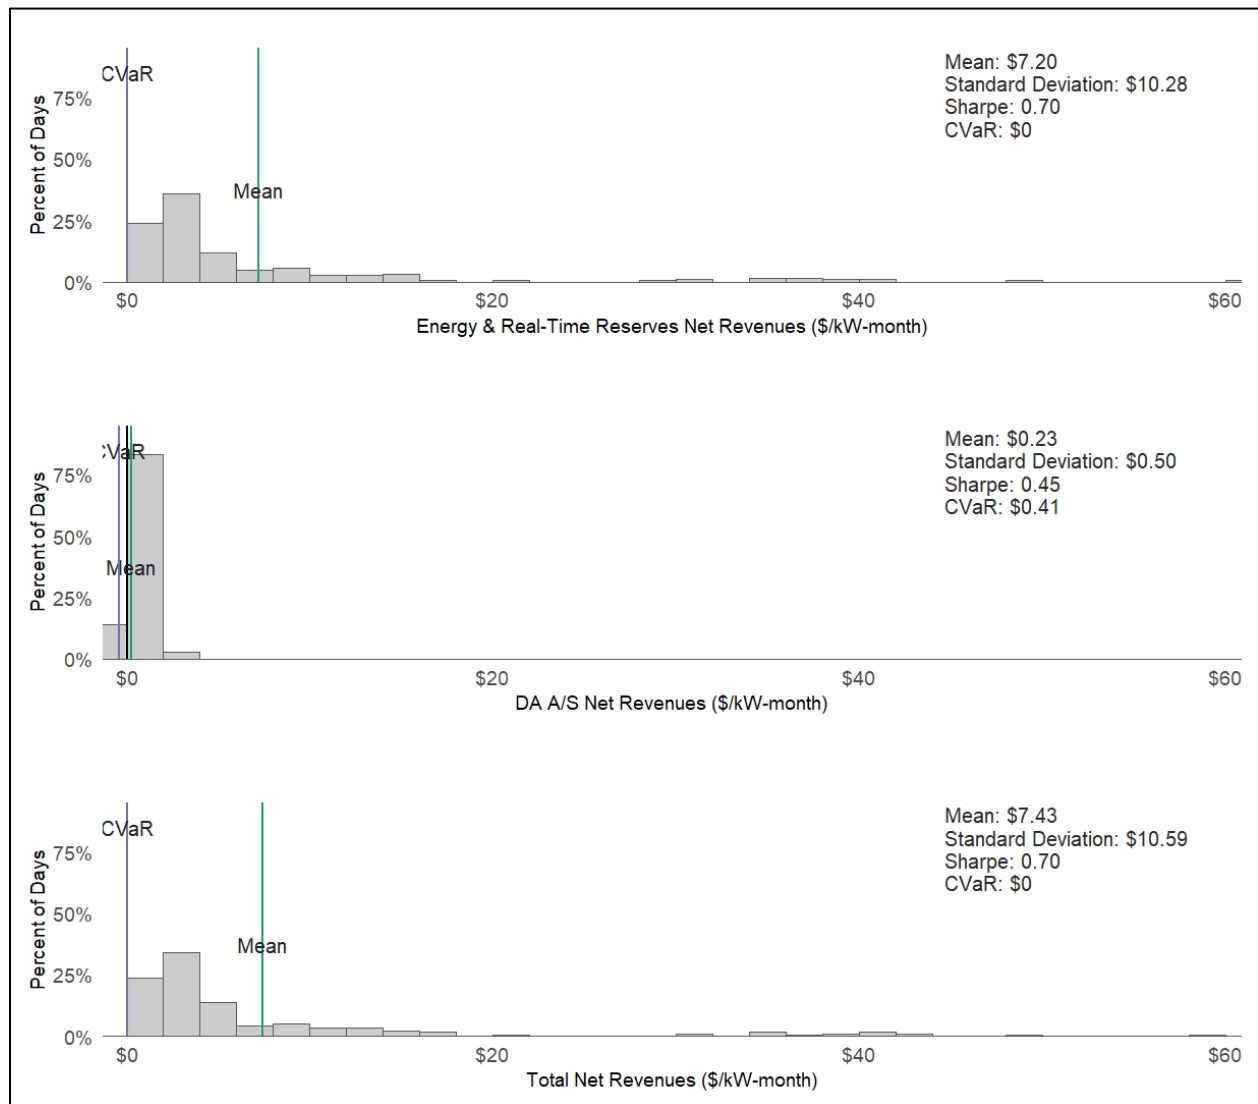 CVaR
Mean: $7.20
Standard Deviation: $10.28
Sharpe: 0.70
CVaR: $0
Percent of Days
75%
50%
25%
0%
Mean
$0
$20
$40
$60
Energy & Real-Time Reserves Net Revenues ($/kW-month)
CVaR
Mean: $0.23
Standard Deviation: $0.50
Sharpe: 0.45
CVaR: $0.41
Percent of Days
75%
50%
25%
0%
Mean
$0
$20
$40
$60
DA A/S Net Revenues ($/kW-month)
CVaR
Mean: $7.43
Standard Deviation: $10.59
Sharpe: 0.70
CVaR: $0
Percent of Days
75%
50%
25%
0%
Mean
$0
$20
$40
$60
Total Net Revenues ($/kW-month)